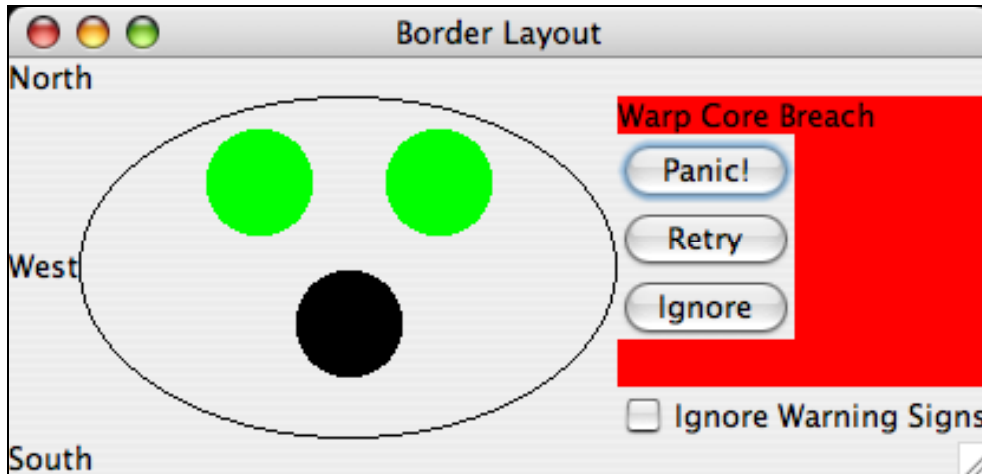 Border Layout
North
Warp Core Breach
Panic!
Retry
West
Ignore
Ignore Warning Signs
South